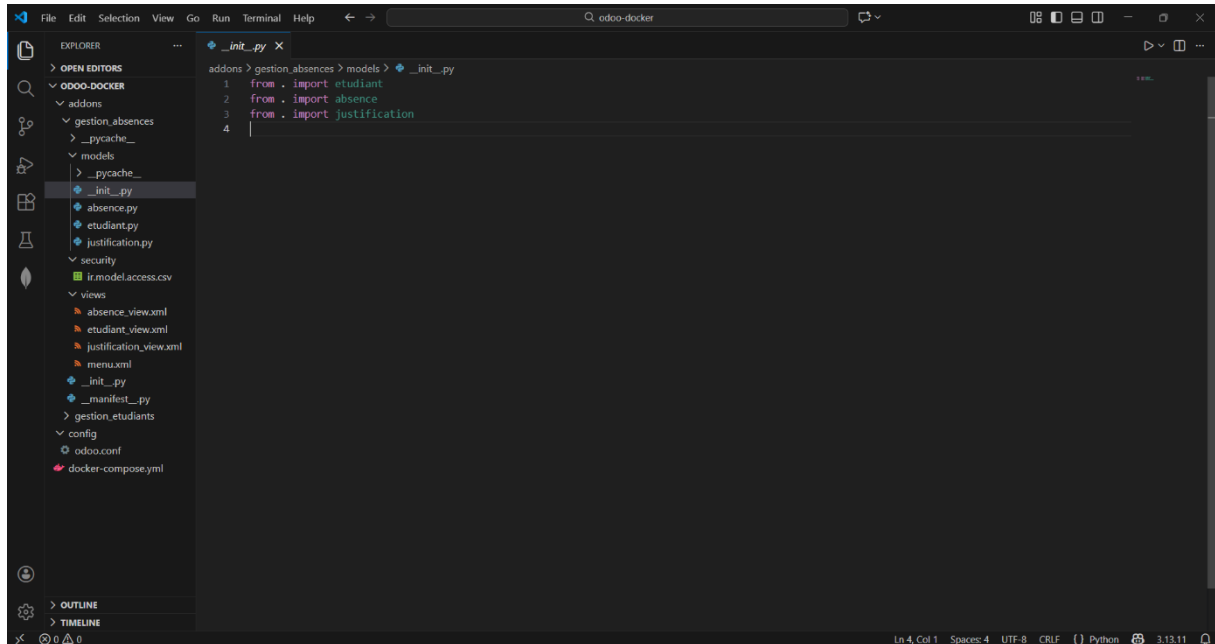 File Edit Selection View Go Run Terminal Help
odoo-docker
EXPLORER
OPEN EDITORS
ODOO-DOCKER
addons
gestion_absences
__pycache__
models
__pycache__
__init__.py
absence.py
etudiant.py
justification.py
security
ir.model.access.csv
views
absence_view.xml
etudiant_view.xml
justification_view.xml
menu.xml
__init__.py
__manifest__.py
gestion_etudiants
config
odoo.conf
docker-compose.yml
OUTLINE
TIMELINE
__init__.py
addons > gestion_absences > models > __init__.py
1 from . import etudiant
2 from . import absence
3 from . import justification
4
0 0 Ln 4, Col 1 Spaces: 4 UTF-8 CRLF {} Python 3.13.11